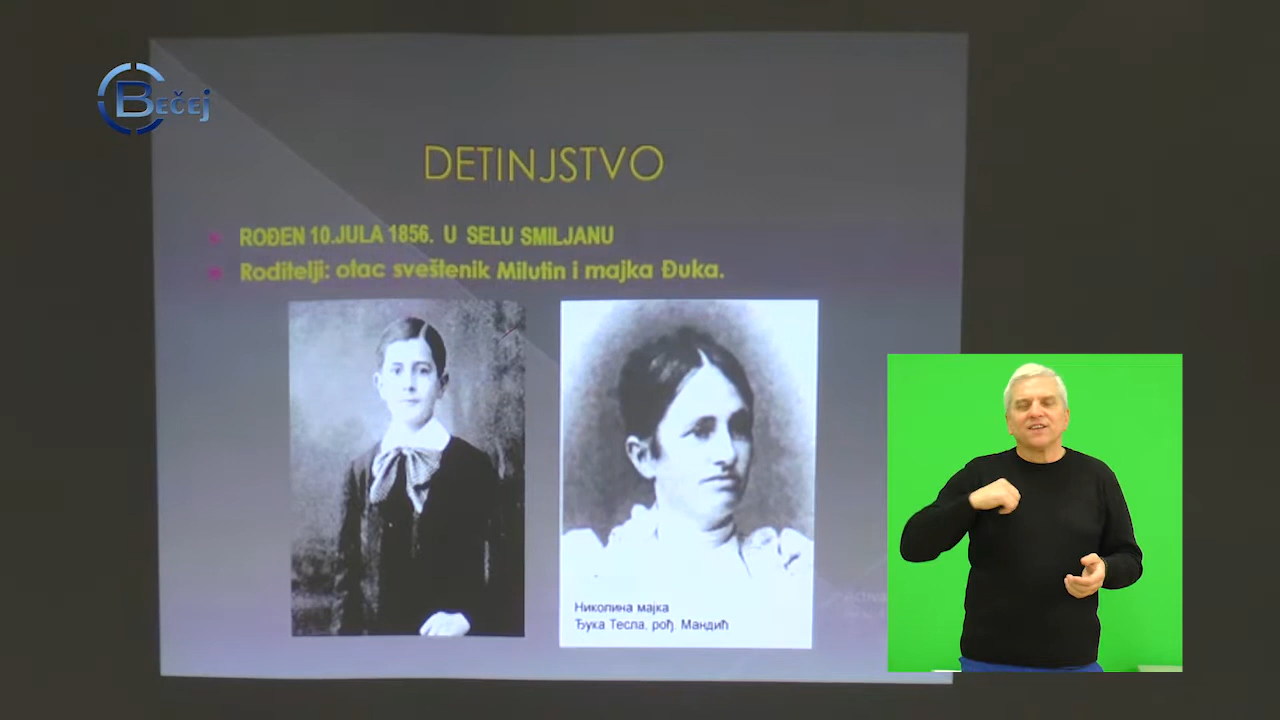 Bečej
DETINJSTVO
ROĐEN 10.JULA 1856. U SELU SMILJANU
Roditelji: otac sveštenik Milutin i majka Đuka.
Николина мајка
Ђука Тесла, рођ. Мандић